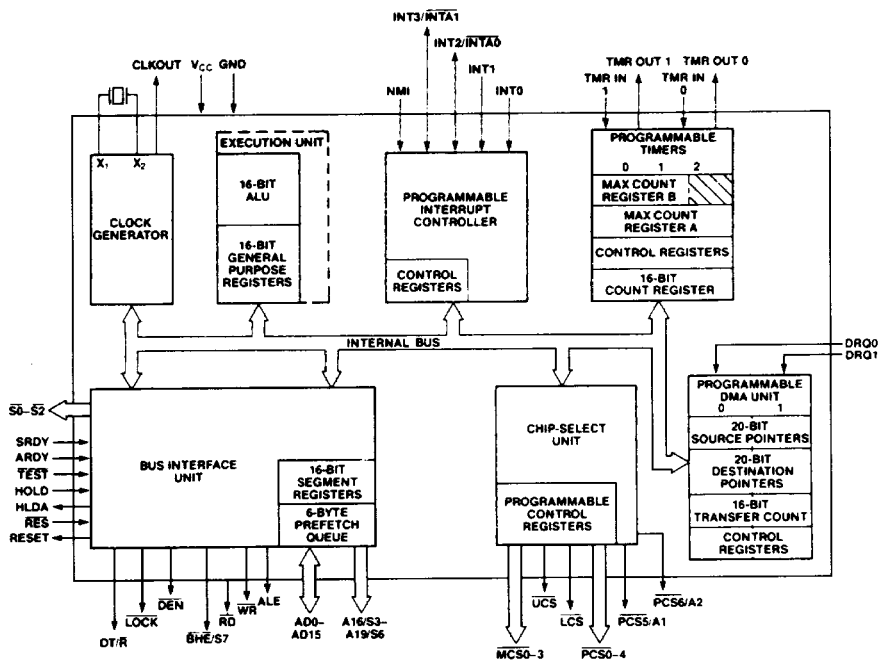 INT3/INTA1
INT2/INTA0
INT1
INT0
NMI
CLKOUT VCC GND
TMR OUT 1 TMR OUT 0
TMR IN 1
TMR IN 0
X1 X2
CLOCK
GENERATOR
EXECUTION UNIT
16-BIT
ALU
16-BIT
GENERAL
PURPOSE
REGISTERS
PROGRAMMABLE
INTERRUPT
CONTROLLER
CONTROL
REGISTERS
PROGRAMMABLE
TIMERS
0 1 2
MAX COUNT
REGISTER B
MAX COUNT
REGISTER A
CONTROL REGISTERS
16-BIT
COUNT REGISTER
INTERNAL BUS
DRQ0
DRQ1
S0-S2
SRDY
ARDY
TEST
HOLD
HLDA
RES
RESET
BUS INTERFACE
UNIT
16-BIT
SEGMENT
REGISTERS
6-BYTE
PREFETCH
QUEUE
CHIP-SELECT
UNIT
PROGRAMMABLE
CONTROL
REGISTERS
PROGRAMMABLE
DMA UNIT
0 1
20-BIT
SOURCE POINTERS
20-BIT
DESTINATION
POINTERS
16-BIT
TRANSFER COUNT
CONTROL
REGISTERS
DT/R
LOCK
DEN
BHE/S7
RD
WR
ALE
AD0-
AD15
A16/S3-
A19/S6
MCS0-3
UCS
LCS
PCS0-4
PCS5/A1
PCS6/A2